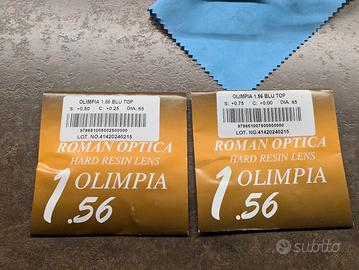 OLIMPIA 1.56 BLU TOP
S: +0.50 C: +0.25 DIA. 65
9796510050025000000
LOT. NO.41420240215
ROMAN OPTICA
HARD RESIN LENS
1.56
OLIMPIA
OLIMPIA 1.56 BLU TOP
S: +0.75 C: +0.00 DIA. 65
LOT. NO.41420240215
ROMAN OPTICA
HARD RESIN LENS
1.56
OLIMPIA
subito